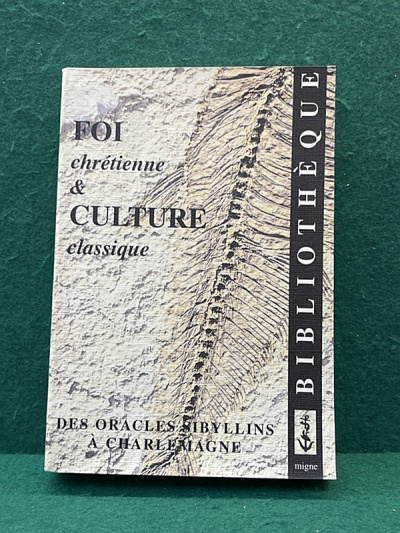 FOI
chrétienne
&
CULTURE
classique
DES ORACLES SIBYLLINS
À CHARLEMAGNE
BIBLIOTHÈQUE
migne